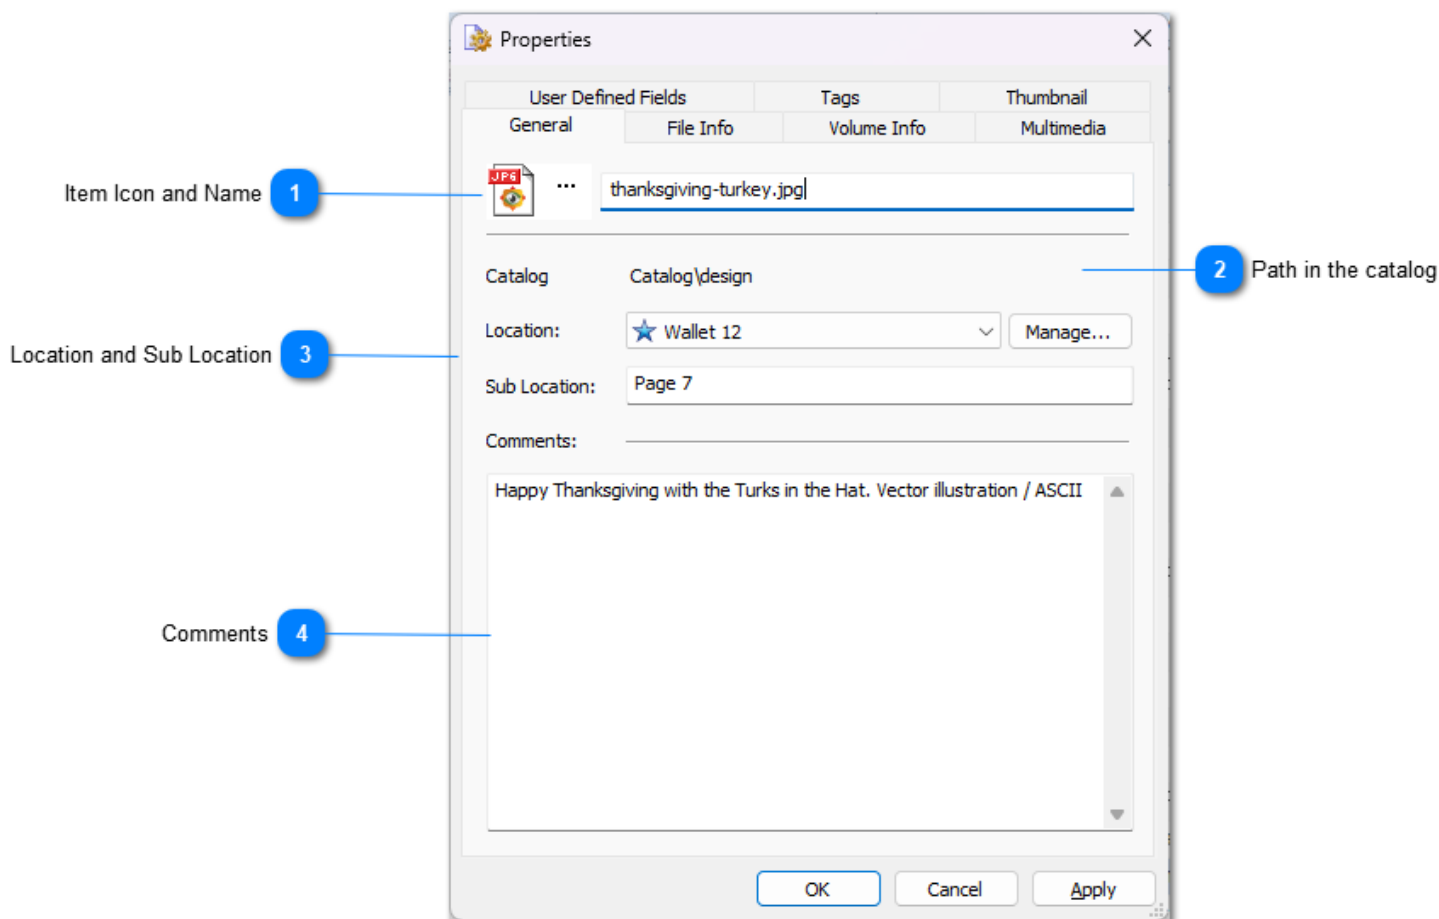 Properties
User Defined Fields Tags Thumbnail
General File Info Volume Info Multimedia
Item Icon and Name 1
JPG ... thanksgiving-turkey.jpg
Catalog Catalog\design
2 Path in the catalog
Location: Wallet 12 Manage...
Location and Sub Location 3
Sub Location: Page 7
Comments:
Happy Thanksgiving with the Turks in the Hat. Vector illustration / ASCII
Comments 4
OK Cancel Apply